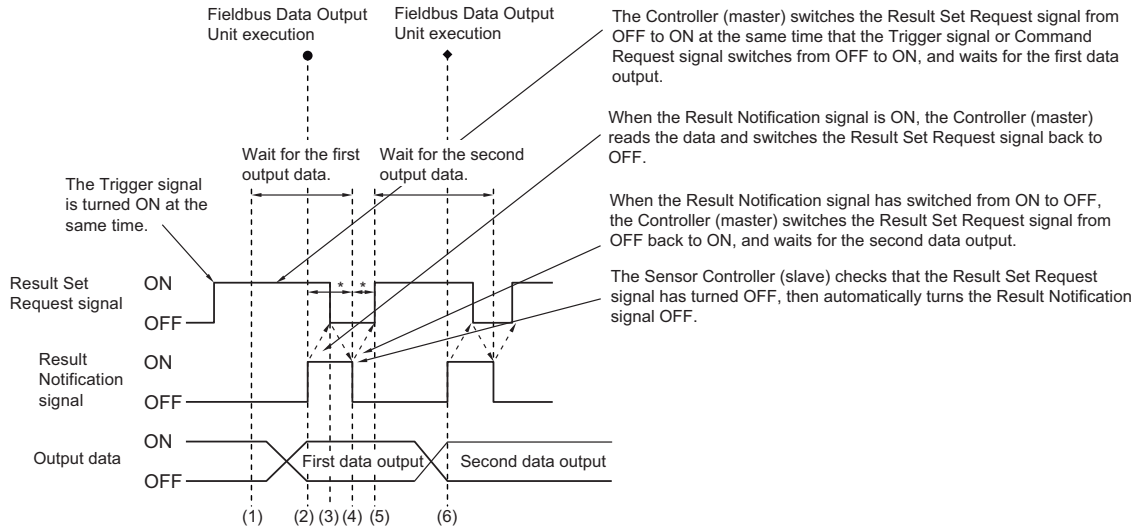 Fieldbus Data Output
Unit execution
Fieldbus Data Output
Unit execution
The Controller (master) switches the Result Set Request signal from
OFF to ON at the same time that the Trigger signal or Command
Request signal switches from OFF to ON, and waits for the first data
output.
When the Result Notification signal is ON, the Controller (master)
reads the data and switches the Result Set Request signal back to
OFF.
Wait for the first
output data.
Wait for the second
output data.
The Trigger signal
is turned ON at the
same time.
When the Result Notification signal has switched from ON to OFF,
the Controller (master) switches the Result Set Request signal from
OFF back to ON, and waits for the second data output.
The Sensor Controller (slave) checks that the Result Set Request
signal has turned OFF, then automatically turns the Result Notification
signal OFF.
Result Set
Request signal
ON
OFF
* *
Result
Notification
signal
ON
OFF
Output data
ON
OFF
First data output
Second data output
(1) (2) (3) (4) (5) (6)